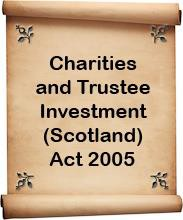 Charities
and Trustee
Investment
(Scotland)
Act 2005